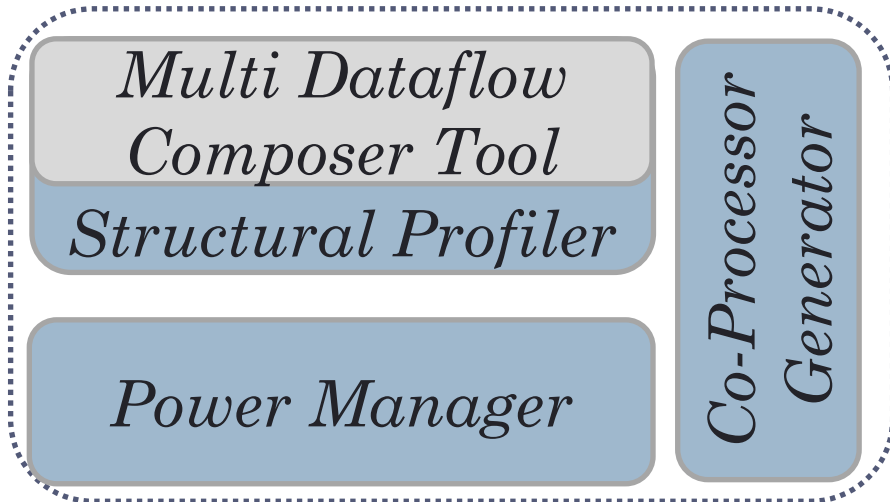 Multi Dataflow
Composer Tool
Structural Profiler
Power Manager
Co-Processor
Generator